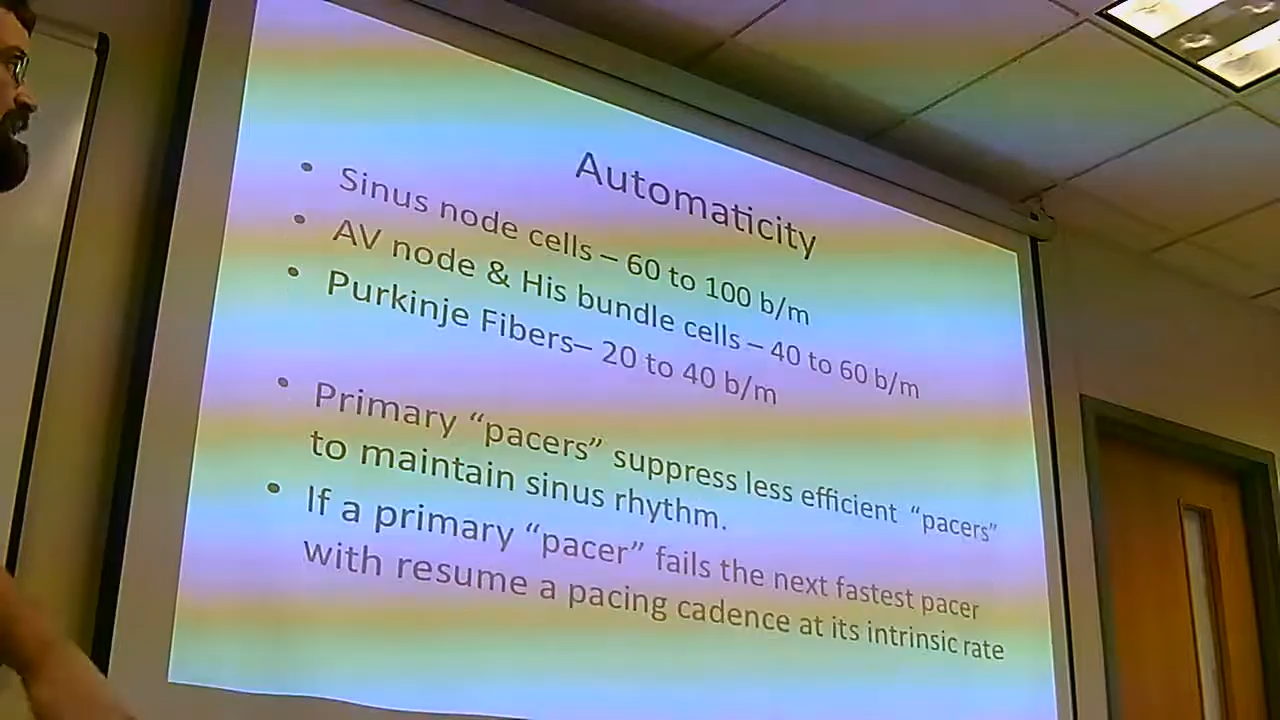 Automaticity
• Sinus node cells – 60 to 100 b/m
• AV node & His bundle cells – 40 to 60 b/m
• Purkinje Fibers– 20 to 40 b/m
• Primary “pacers” suppress less efficient “pacers”
to maintain sinus rhythm.
• If a primary “pacer” fails the next fastest pacer
with resume a pacing cadence at its intrinsic rate